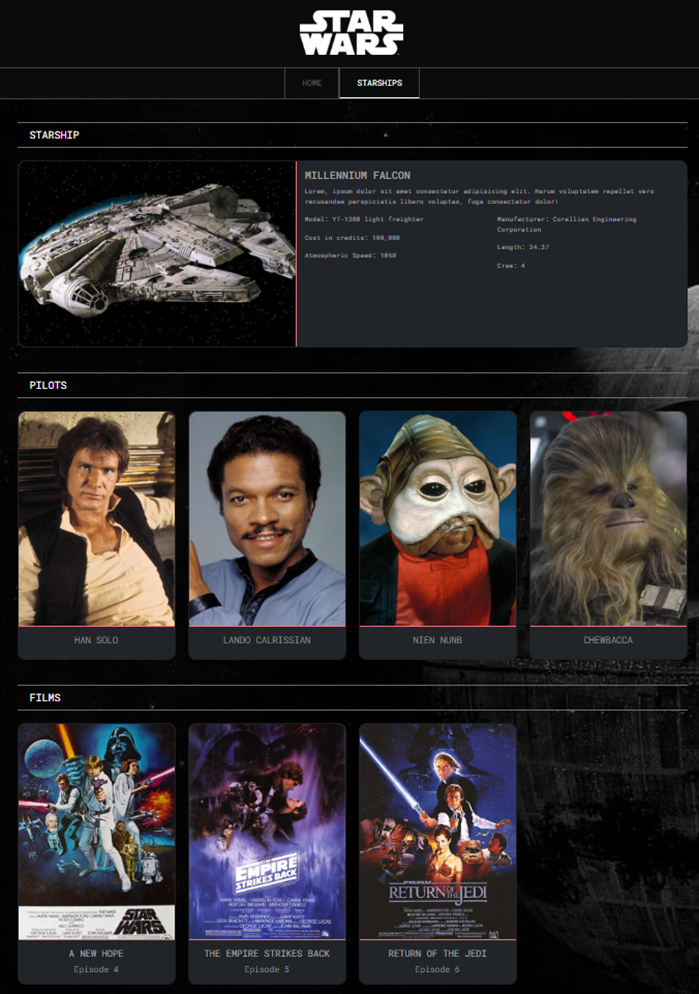 STAR
WARS
HOME
STARSHIPS
STARSHIP
MILLENNIUM FALCON
Lorem, ipsum dolor sit amet consectetur adipisicing elit. Harum voluptatem repellat vero
recusandae perspiciatis libero voluptas, fuga consectetur dolor!
Model: YT-1300 light freighter
Cost in credits: 100,000
Atmospheric Speed: 1050
Manufacturer: Corellian Engineering
Corporation
Length: 34.37
Crew: 4
PILOTS
HAN SOLO
LANDO CALRISSIAN
NIEN NUNB
CHEWBACCA
FILMS
STAR
WARS
A NEW HOPE
Episode 4
THE
EMPIRE
STRIKES BACK
THE EMPIRE STRIKES BACK
Episode 5
STAR WARS
RETURN OF THE JEDI
RETURN OF THE JEDI
Episode 6